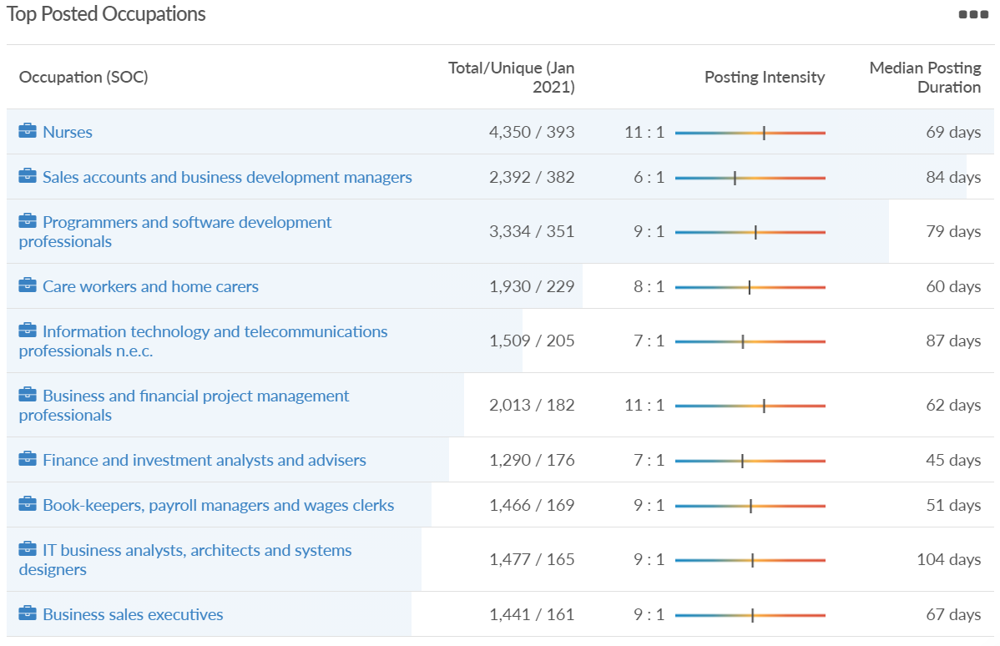 Top Posted Occupations
Occupation (SOC)
Total/Unique (Jan
2021)
Posting Intensity
Median Posting
Duration
Nurses 4,350 / 393 11 : 1 69 days
Sales accounts and business development managers 2,392 / 382 6 : 1 84 days
Programmers and software development
professionals
3,334 / 351 9 : 1 79 days
Care workers and home carers 1,930 / 229 8 : 1 60 days
Information technology and telecommunications
professionals n.e.c.
1,509 / 205 7 : 1 87 days
Business and financial project management
professionals
2,013 / 182 11 : 1 62 days
Finance and investment analysts and advisers 1,290 / 176 7 : 1 45 days
Book-keepers, payroll managers and wages clerks 1,466 / 169 9 : 1 51 days
IT business analysts, architects and systems
designers
1,477 / 165 9 : 1 104 days
Business sales executives 1,441 / 161 9 : 1 67 days